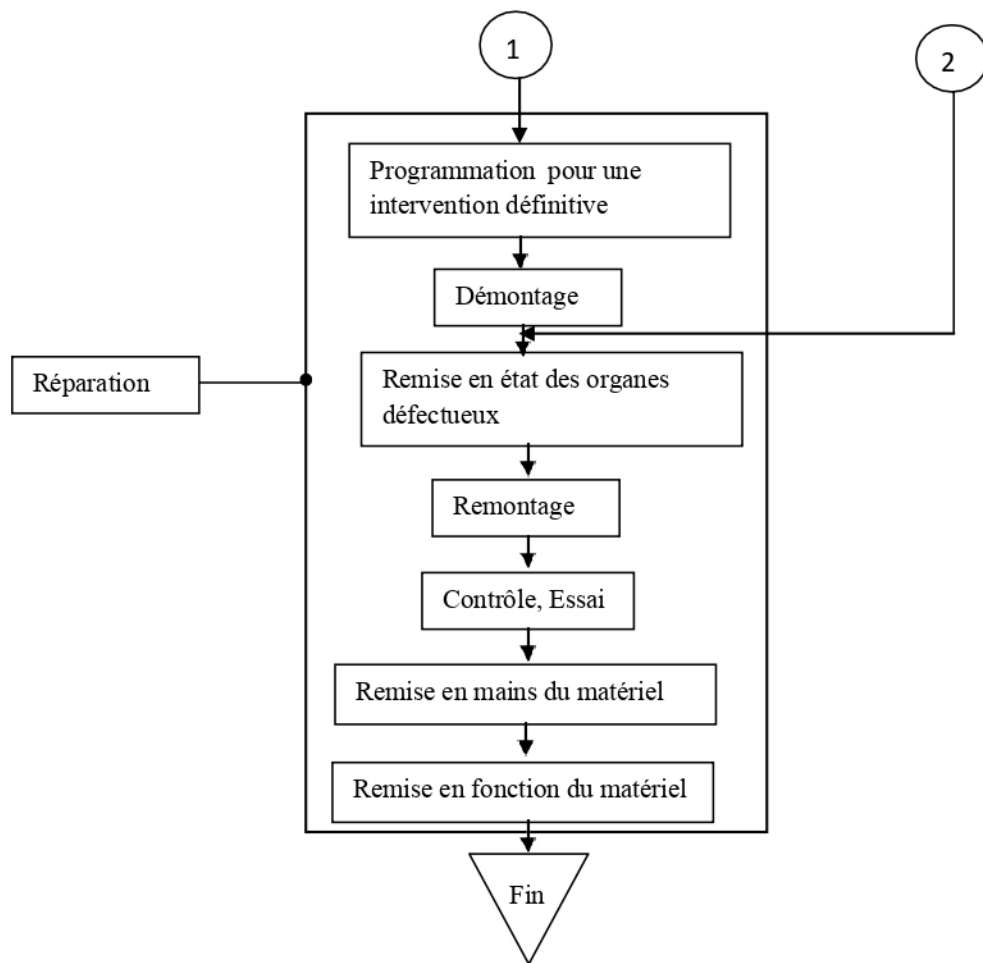 1
2
Programmation pour une
intervention définitive
Démontage
Réparation
Remise en état des organes
défectueux
Remontage
Contrôle, Essai
Remise en mains du matériel
Remise en fonction du matériel
Fin